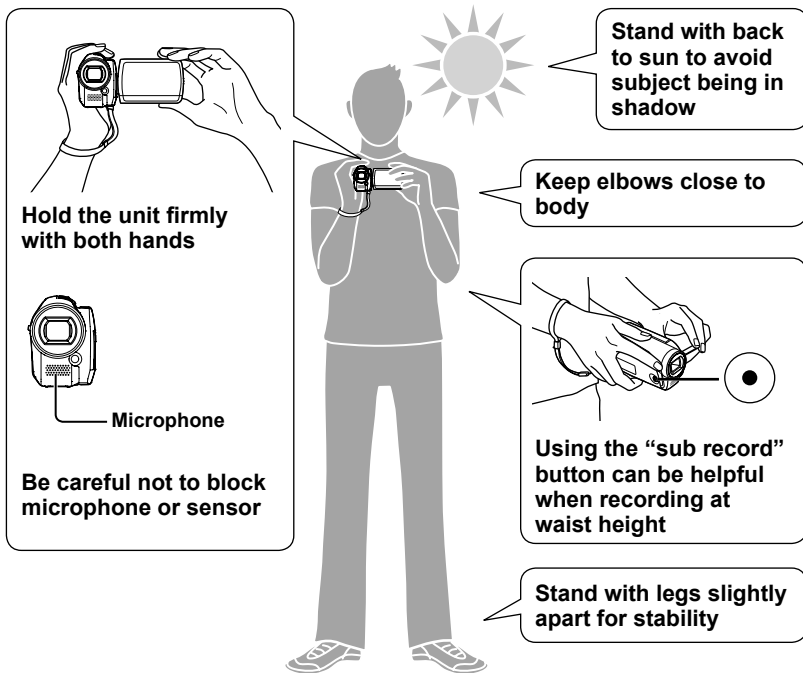 Hold the unit firmly
with both hands
Microphone
Be careful not to block
microphone or sensor
Stand with back
to sun to avoid
subject being in
shadow
Keep elbows close to
body
Using the “sub record”
button can be helpful
when recording at
waist height
Stand with legs slightly
apart for stability